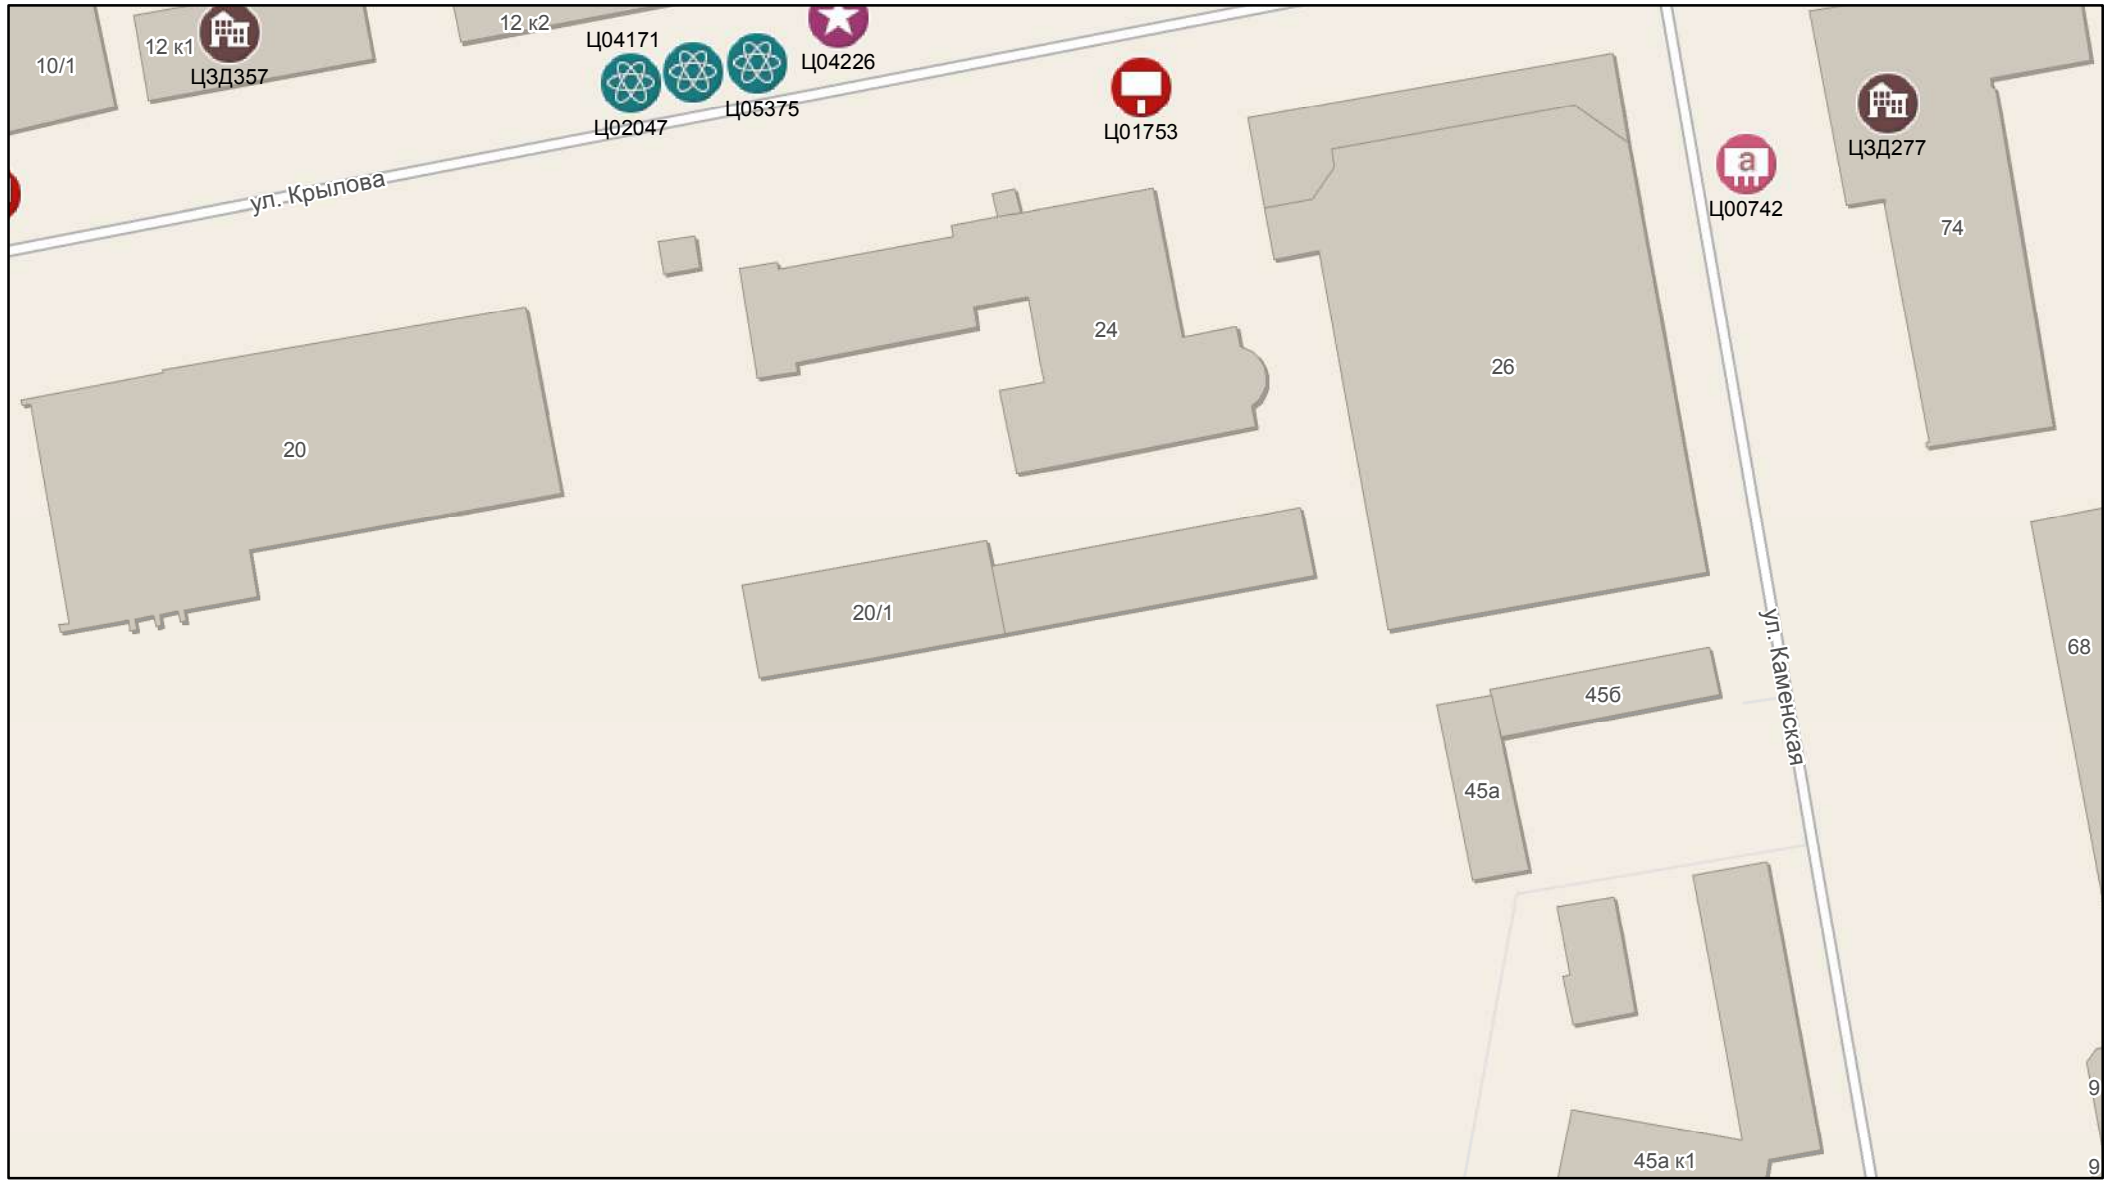 12 к2
12 к1
Ц04171
10/1
ЦЗД357
Ц04226
Ц05375
Ц02047
Ц01753
ЦЗД277
ул. Крылова
a
Ц00742
74
24
26
20
20/1
ул. Каменская
68
45б
45а
9
45а к1
9